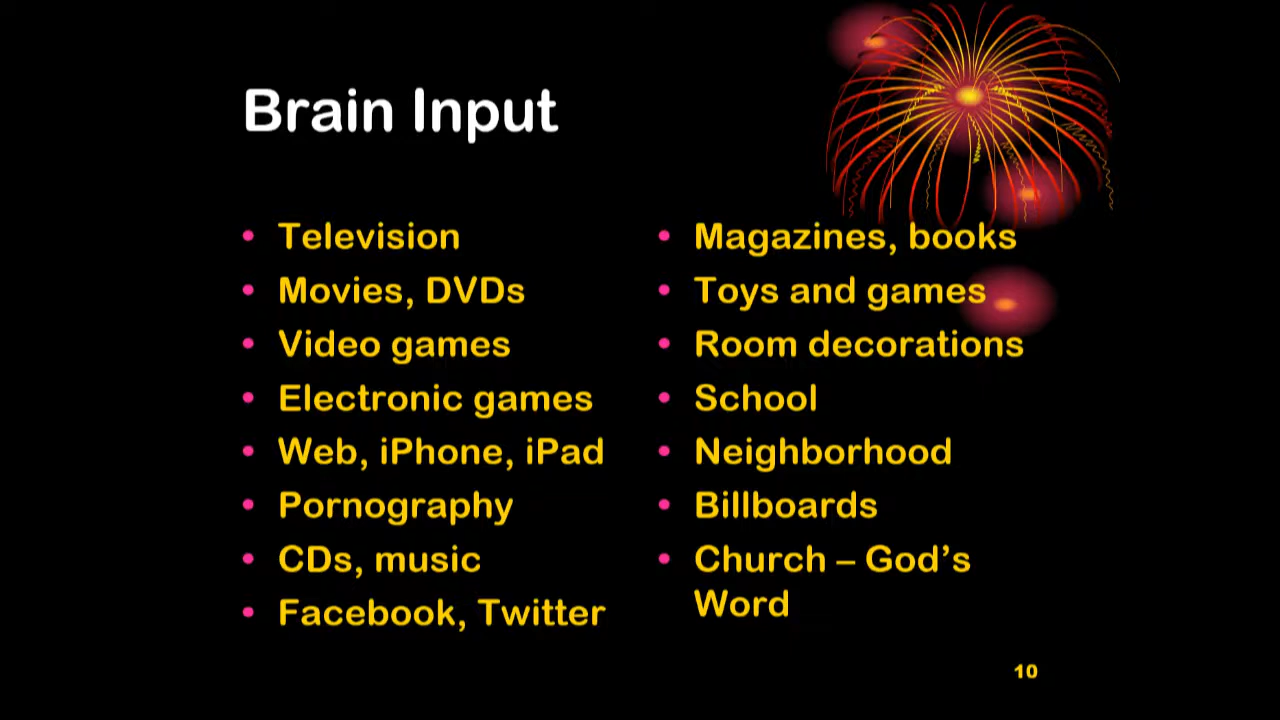 Brain Input
• Television
• Movies, DVDs
• Video games
• Electronic games
• Web, iPhone, iPad
• Pornography
• CDs, music
• Facebook, Twitter
• Magazines, books
• Toys and games
• Room decorations
• School
• Neighborhood
• Billboards
• Church – God’s
Word
10